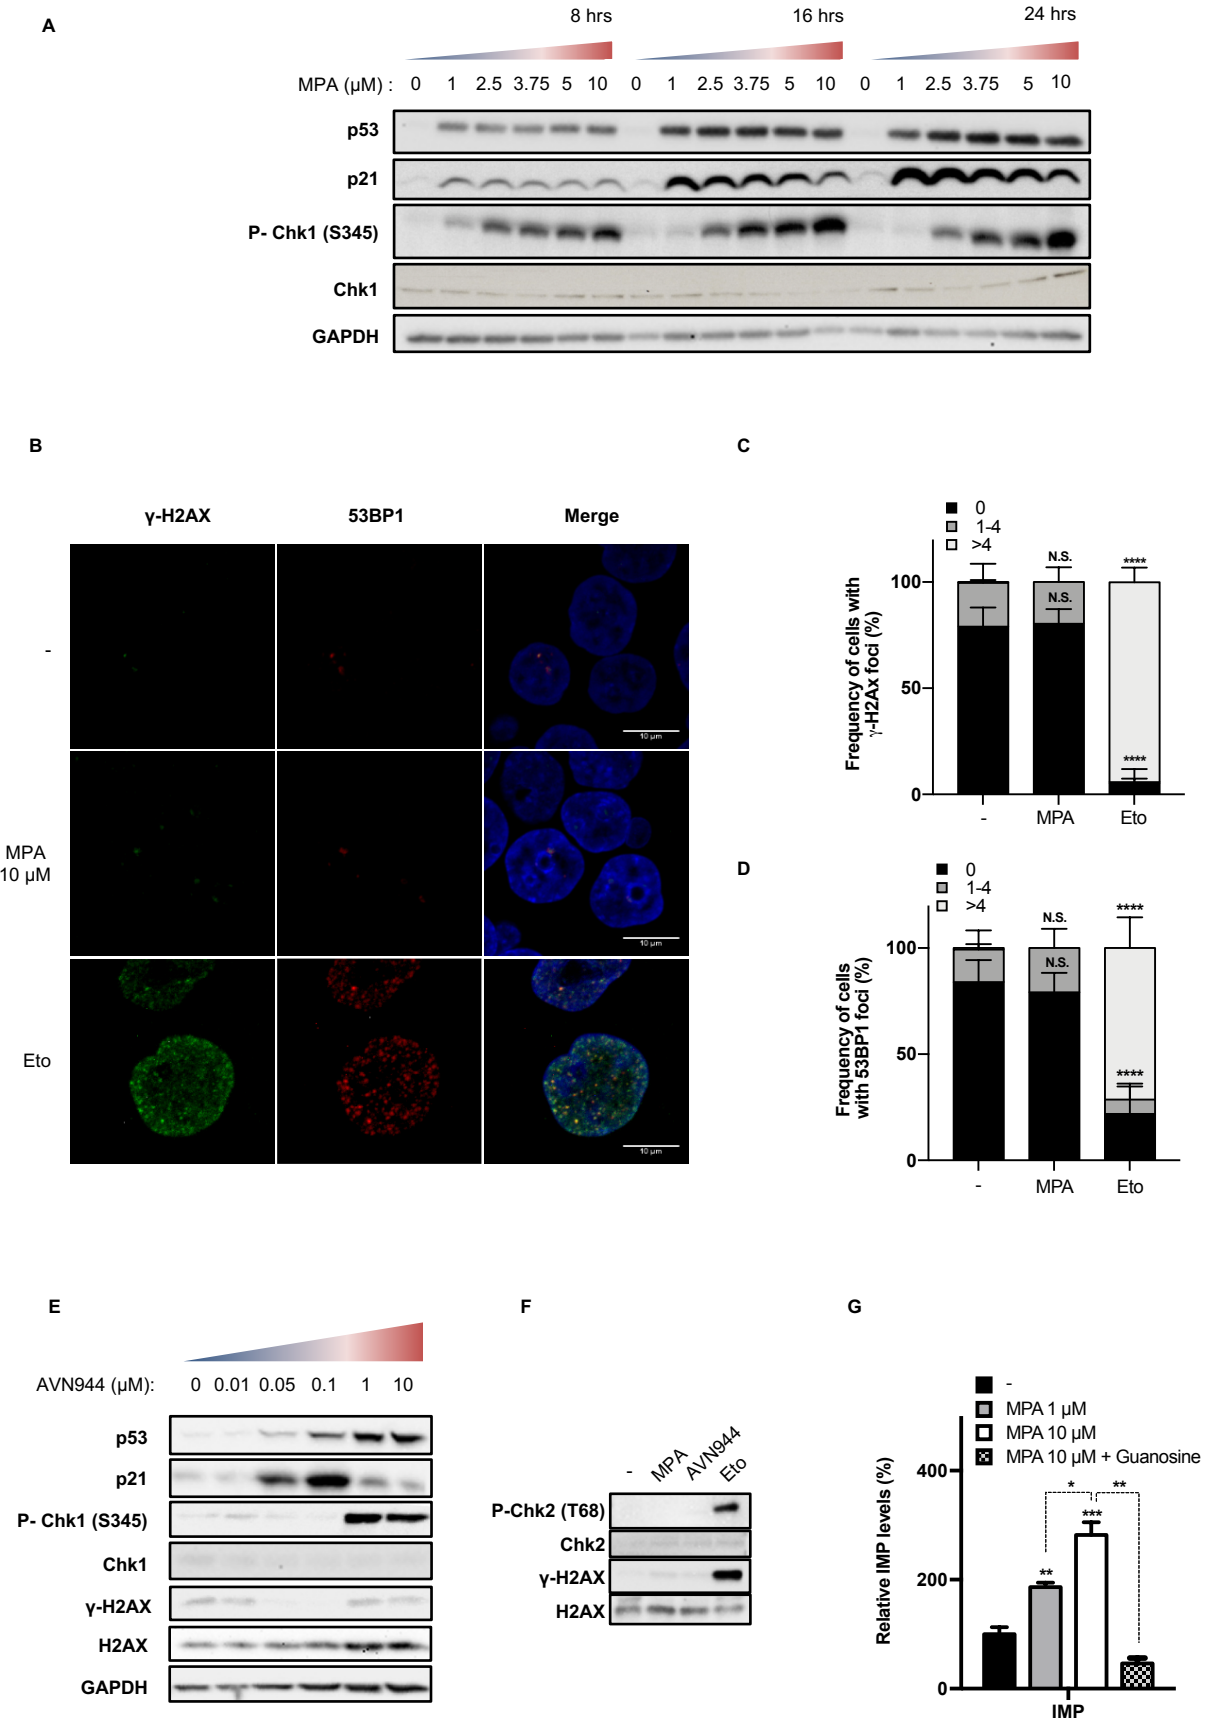 A
8 hrs
16 hrs
24 hrs
MPA (µM) : 0 1 2.5 3.75 5 10 0 1 2.5 3.75 5 10 0 1 2.5 3.75 5 10
p53
p21
P- Chk1 (S345)
Chk1
GAPDH
B
γ-H2AX 53BP1 Merge
-
10 µm
MPA
10 µM
10 µm
Eto
10 µm
C
0
1-4
>4
Frequency of cells with
γ-H2Ax foci (%)
100
50
0
N.S.
N.S.
****
****
- MPA Eto
D
0
1-4
>4
Frequency of cells
with 53BP1 foci (%)
100
50
0
N.S.
N.S.
****
****
- MPA Eto
E
AVN944 (µM): 0 0.01 0.05 0.1 1 10
p53
p21
P- Chk1 (S345)
Chk1
γ-H2AX
H2AX
GAPDH
F
- MPA AVN944 Eto
P-Chk2 (T68)
Chk2
γ-H2AX
H2AX
G
-
MPA 1 µM
MPA 10 µM
MPA 10 µM + Guanosine
Relative IMP levels (%)
400
200
0
* **
***
**
IMP